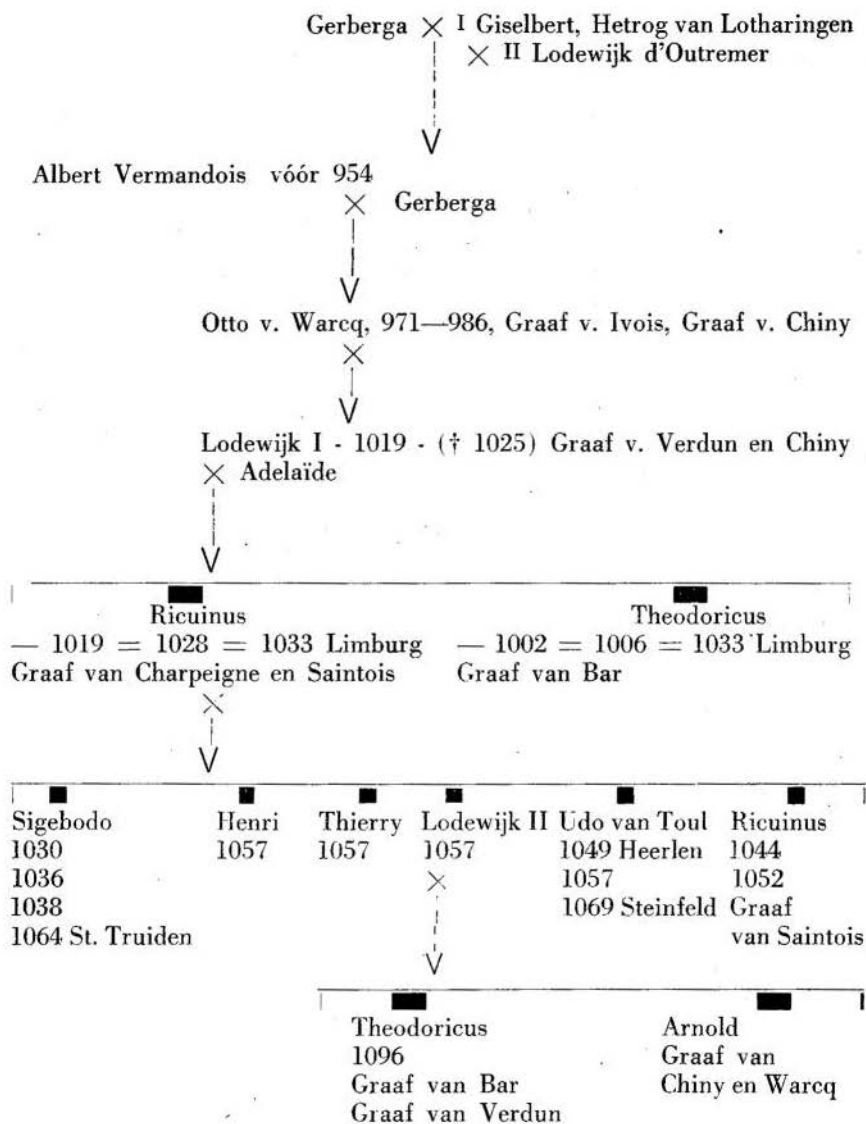 Gerberga × I Giselbert, Hetrog van Lotharingen
× II Lodewijk d'Outremer
Albert Vermandois vóór 954
× Gerberga
Otto v. Warcq, 971—986, Graaf v. Ivois, Graaf v. Chiny
×
Lodewijk I - 1019 - († 1025) Graaf v. Verdun en Chiny
× Adelaïde
Ricuinus
— 1019 = 1028 = 1033 Limburg
Graaf van Charpeigne en Saintois
×
Theodoricus
— 1002 = 1006 = 1033 Limburg
Graaf van Bar
Sigebodo
1030
1036
1038
1064 St. Truiden
Henri
1057
Thierry
1057
Lodewijk II
1057
×
Udo van Toul
1049 Heerlen
1057
1069 Steinfeld
Ricuinus
1044
1052
Graaf
van Saintois
Theodoricus
1096
Graaf van Bar
Graaf van Verdun
Arnold
Graaf van
Chiny en Warcq